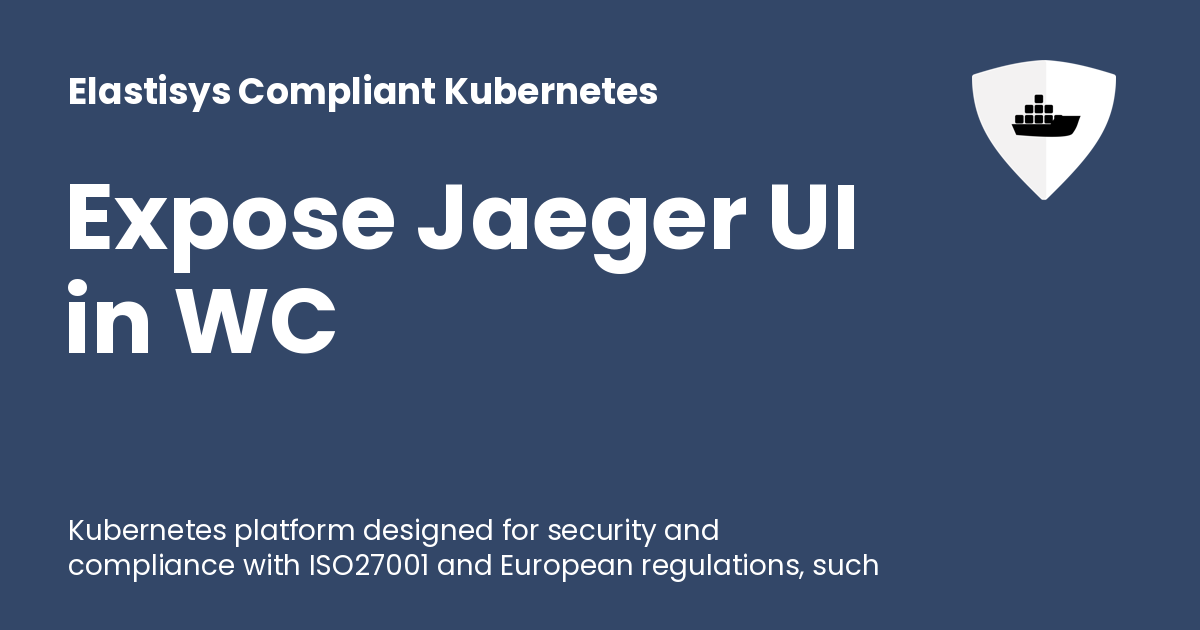 Elastisys Compliant Kubernetes
Expose Jaeger UI
in WC
Kubernetes platform designed for security and
compliance with ISO27001 and European regulations, such